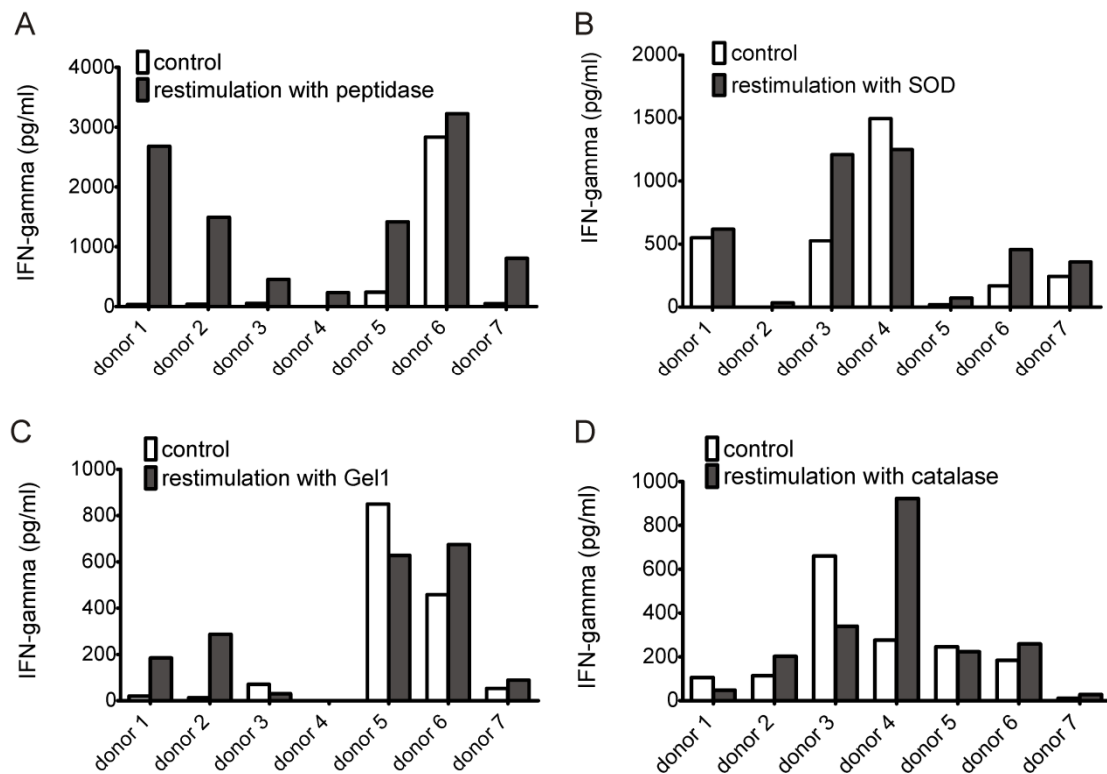 A
control
restimulation with peptidase
IFN-gamma (pg/ml)
4000
3000
2000
1000
0
donor 1
donor 2
donor 3
donor 4
donor 5
donor 6
donor 7
B
control
restimulation with SOD
IFN-gamma (pg/ml)
2000
1500
1000
500
0
donor 1
donor 2
donor 3
donor 4
donor 5
donor 6
donor 7
C
control
restimulation with Gel1
IFN-gamma (pg/ml)
1000
800
600
400
200
0
donor 1
donor 2
donor 3
donor 4
donor 5
donor 6
donor 7
D
control
restimulation with catalase
IFN-gamma (pg/ml)
1000
800
600
400
200
0
donor 1
donor 2
donor 3
donor 4
donor 5
donor 6
donor 7